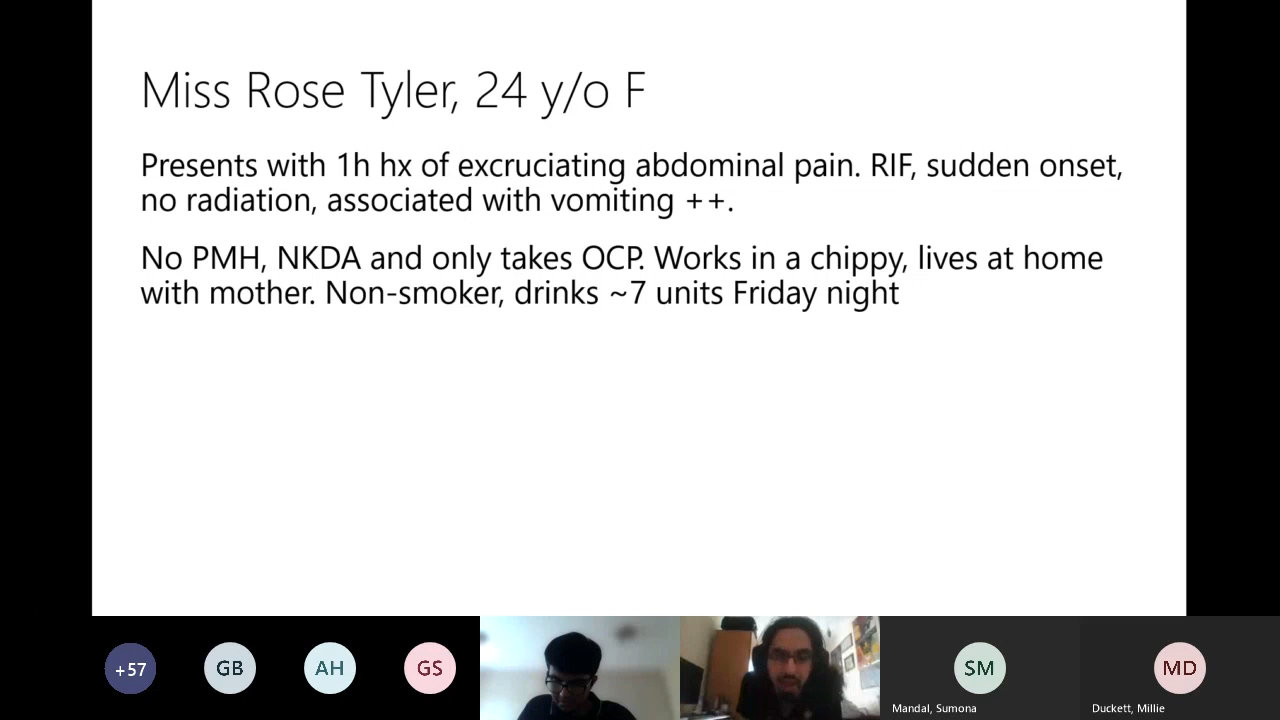 Miss Rose Tyler, 24 y/o F
Presents with 1h hx of excruciating abdominal pain. RIF, sudden onset,
no radiation, associated with vomiting ++.
No PMH, NKDA and only takes OCP. Works in a chippy, lives at home
with mother. Non-smoker, drinks ~7 units Friday night
+57
GB
AH
GS
SM
MD
Mandal, Sumona
Duckett, Millie